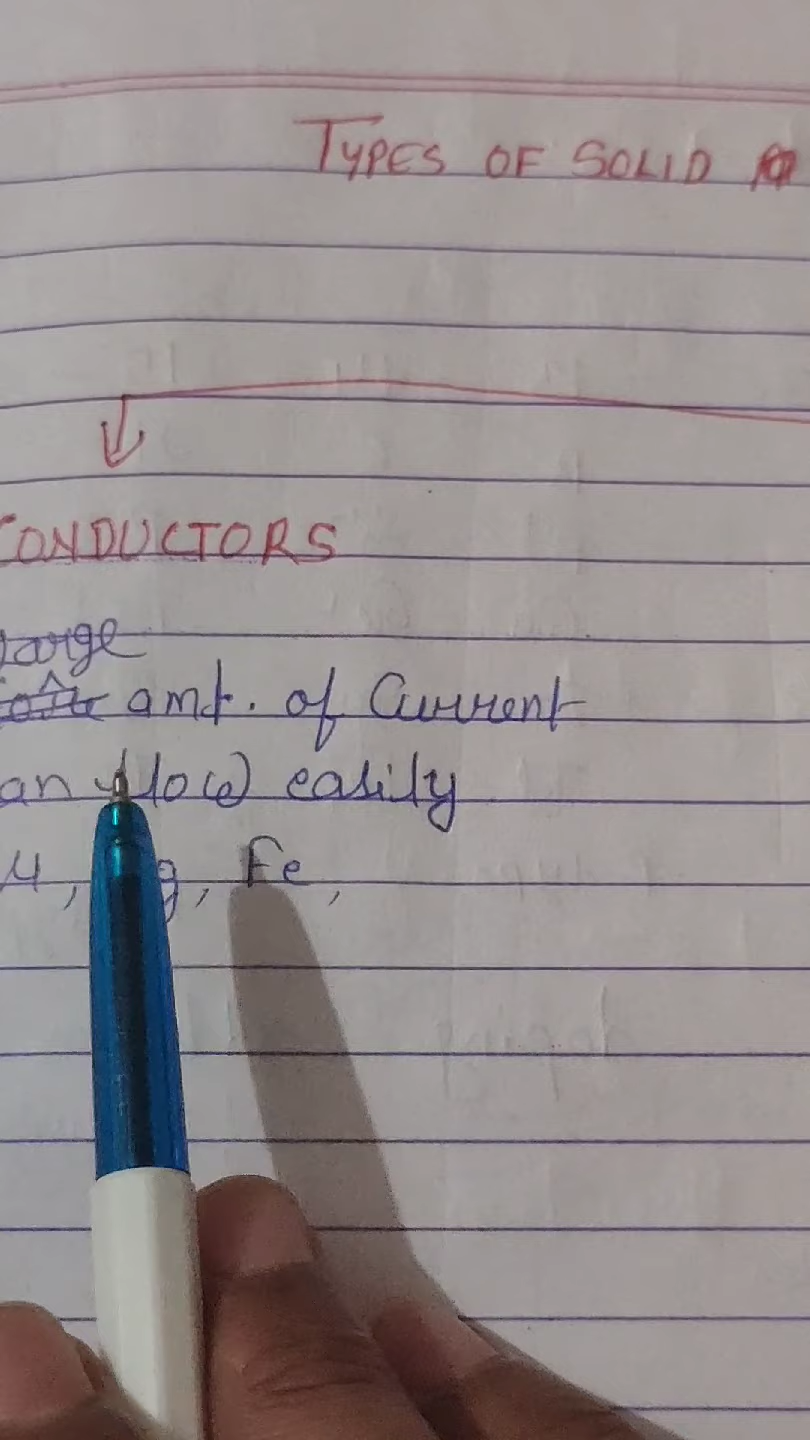 TYPES OF SOLID
CONDUCTORS
large
amt. of Current
an flow easily
u, g, Fe,